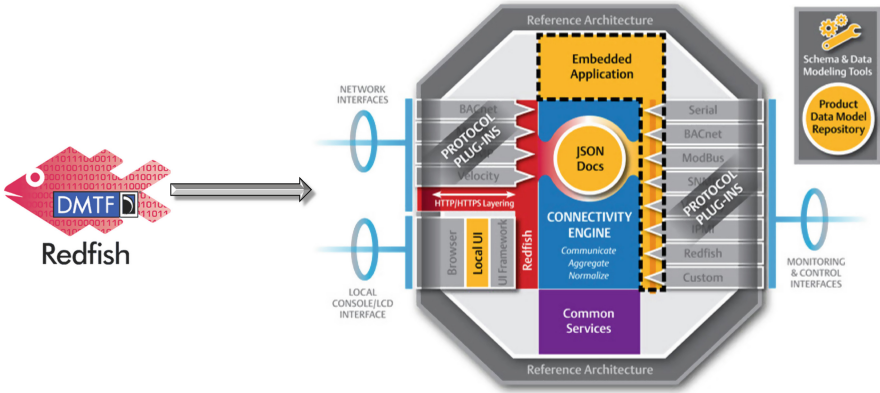 Reference Architecture
Embedded
Application
Schema & Data
Modeling Tools
Product
Data Model
Repository
NETWORK
INTERFACES
BACnet
Velocity
PROTOCOL
PLUG-INS
HTTP/HTTPS Layering
Redfish
JSON
Docs
CONNECTIVITY
ENGINE
Communicate
Aggregate
Normalize
Serial
BACnet
ModBus
SNMP
IPMI
Redfish
Custom
PROTOCOL
PLUG-INS
DMTF
Redfish
Browser
Local UI
UI Framework
LOCAL
CONSOLE/LCD
INTERFACE
MONITORING
& CONTROL
INTERFACES
Common
Services
Reference Architecture